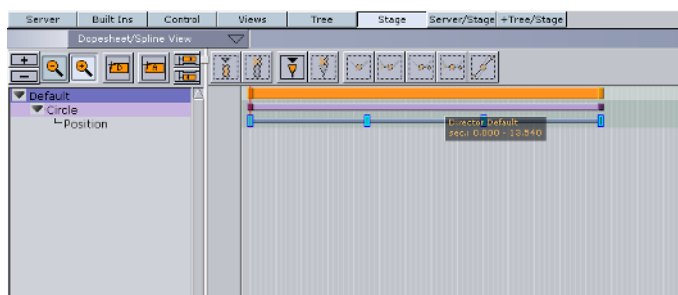 Server Built Ins Control Views Tree Stage Server/Stage +Tree/Stage
Dopesheet/Spline View
Default
Circle
Position
Director Default
sec.: 0.000 - 13.540